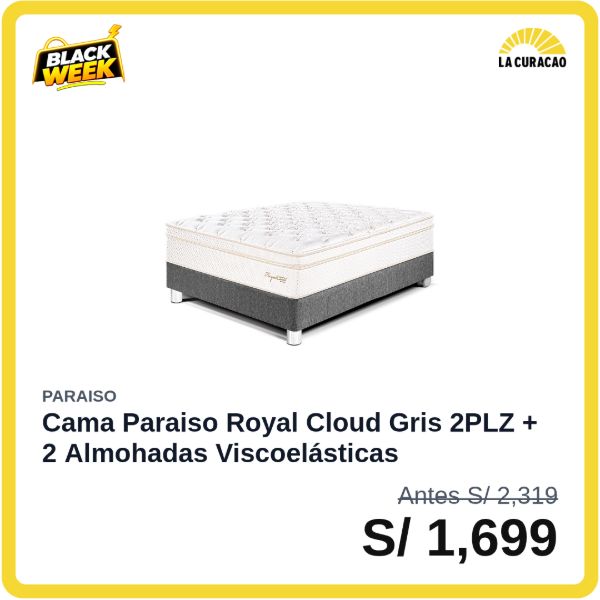 BLACK
WEEK
LA CURACAO
PARAISO
Cama Paraiso Royal Cloud Gris 2PLZ +
2 Almohadas Viscoelásticas
Antes S/ 2,319
S/ 1,699